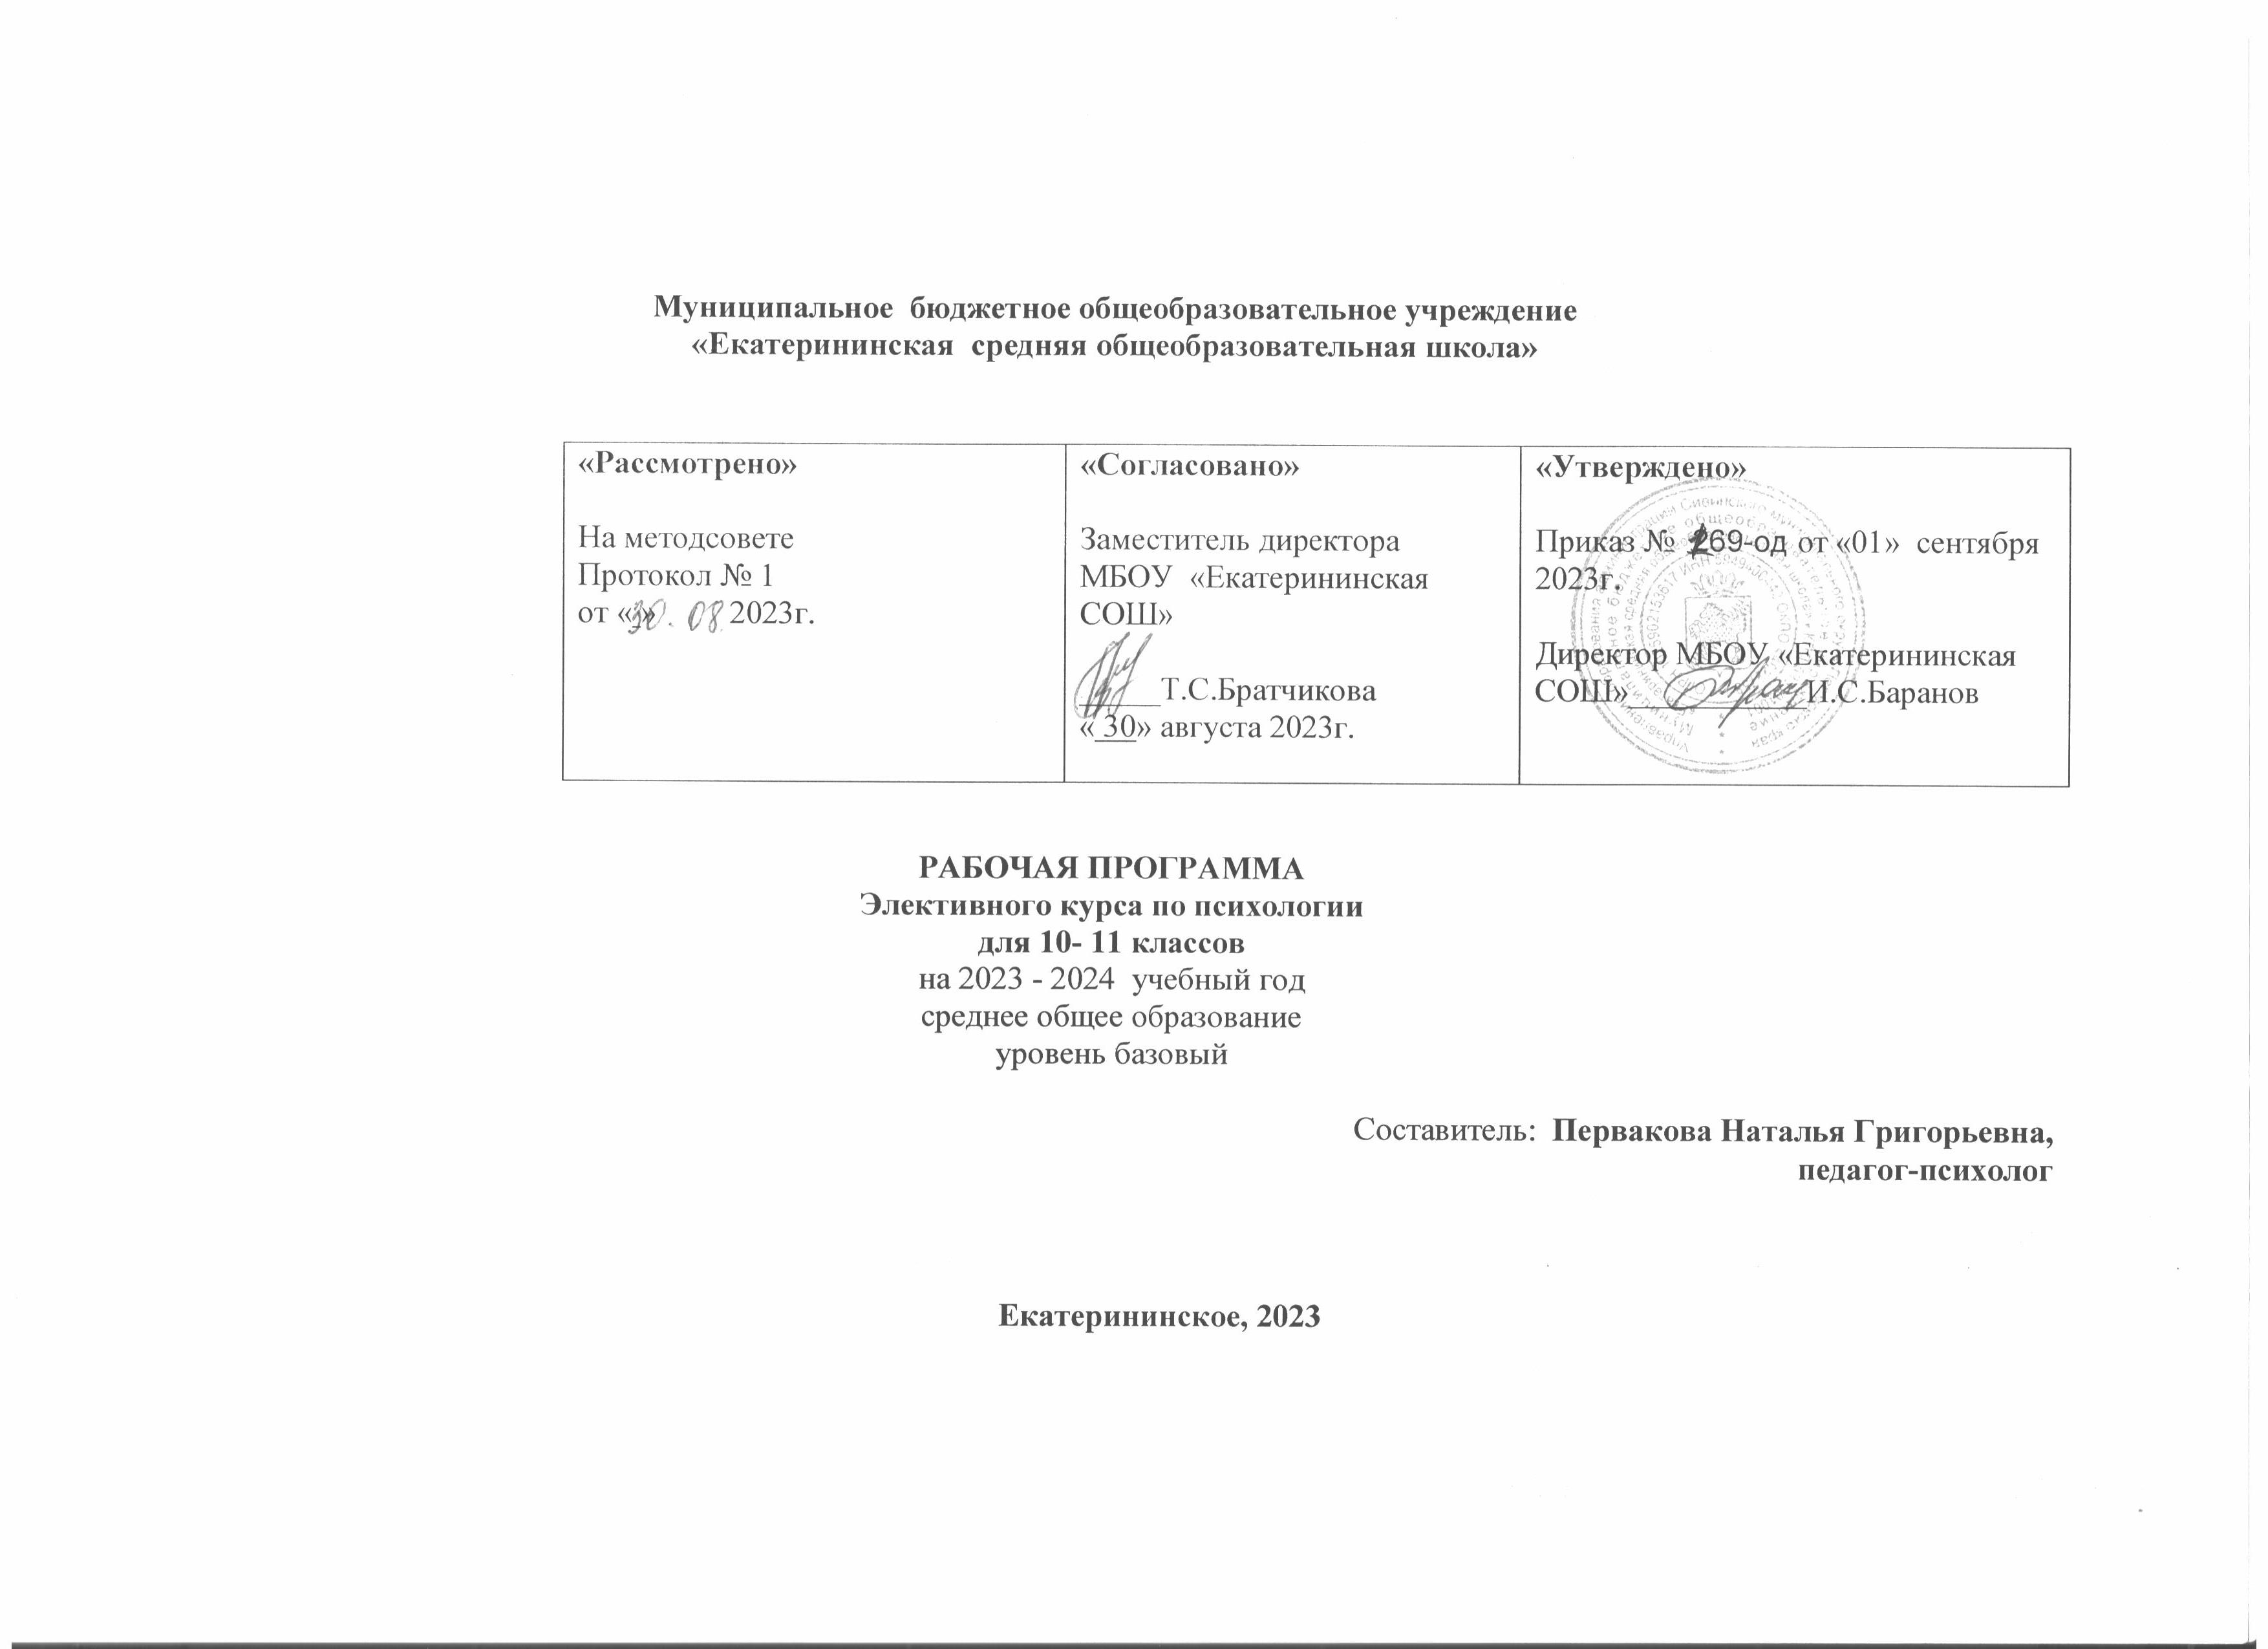 Муниципальное бюджетное общеобразовательное учреждение
«Екатерининская средняя общеобразовательная школа»
«Рассмотрено»
На методсовете
Протокол № 1
от «30. 08 2023г.
«Согласовано»
Заместитель директора
МБОУ «Екатерининская
СОШ»
______Т.С.Братчикова
« 30» августа 2023г.
«Утверждено»
Приказ № 269-од от «01» сентября
2023г.
Директор МБОУ «Екатерининская
СОШ»____________И.С.Баранов
РАБОЧАЯ ПРОГРАММА
Элективного курса по психологии
для 10- 11 классов
на 2023 - 2024 учебный год
среднее общее образование
уровень базовый
Составитель: Первакова Наталья Григорьевна,
педагог-психолог
Екатерининское, 2023